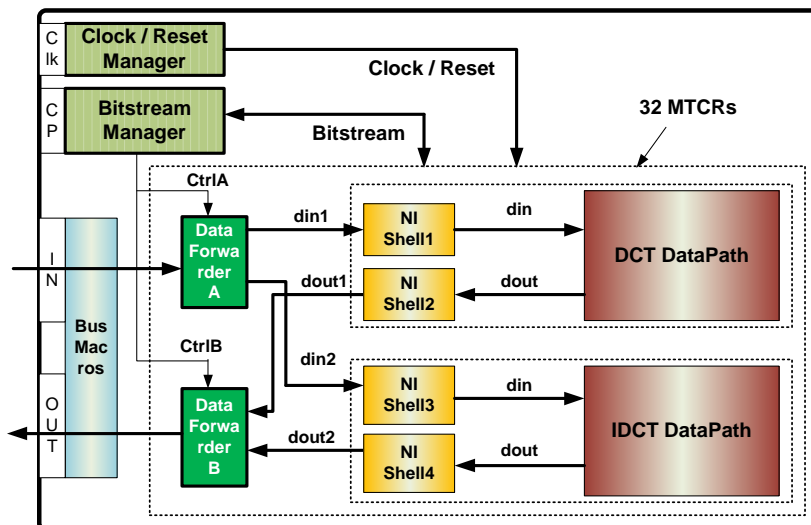 C
lk
Clock / Reset
Manager
Clock / Reset
C
P
Bitstream
Manager
Bitstream
32 MTCRs
CtrlA
I
N
Data
Forwa
rder
A
din1
NI
Shell1
din
DCT DataPath
dout1
NI
Shell2
dout
Bus
Mac
ros
CtrlB
din2
O
U
T
Data
Forwa
rder
B
NI
Shell3
din
IDCT DataPath
dout2
NI
Shell4
dout